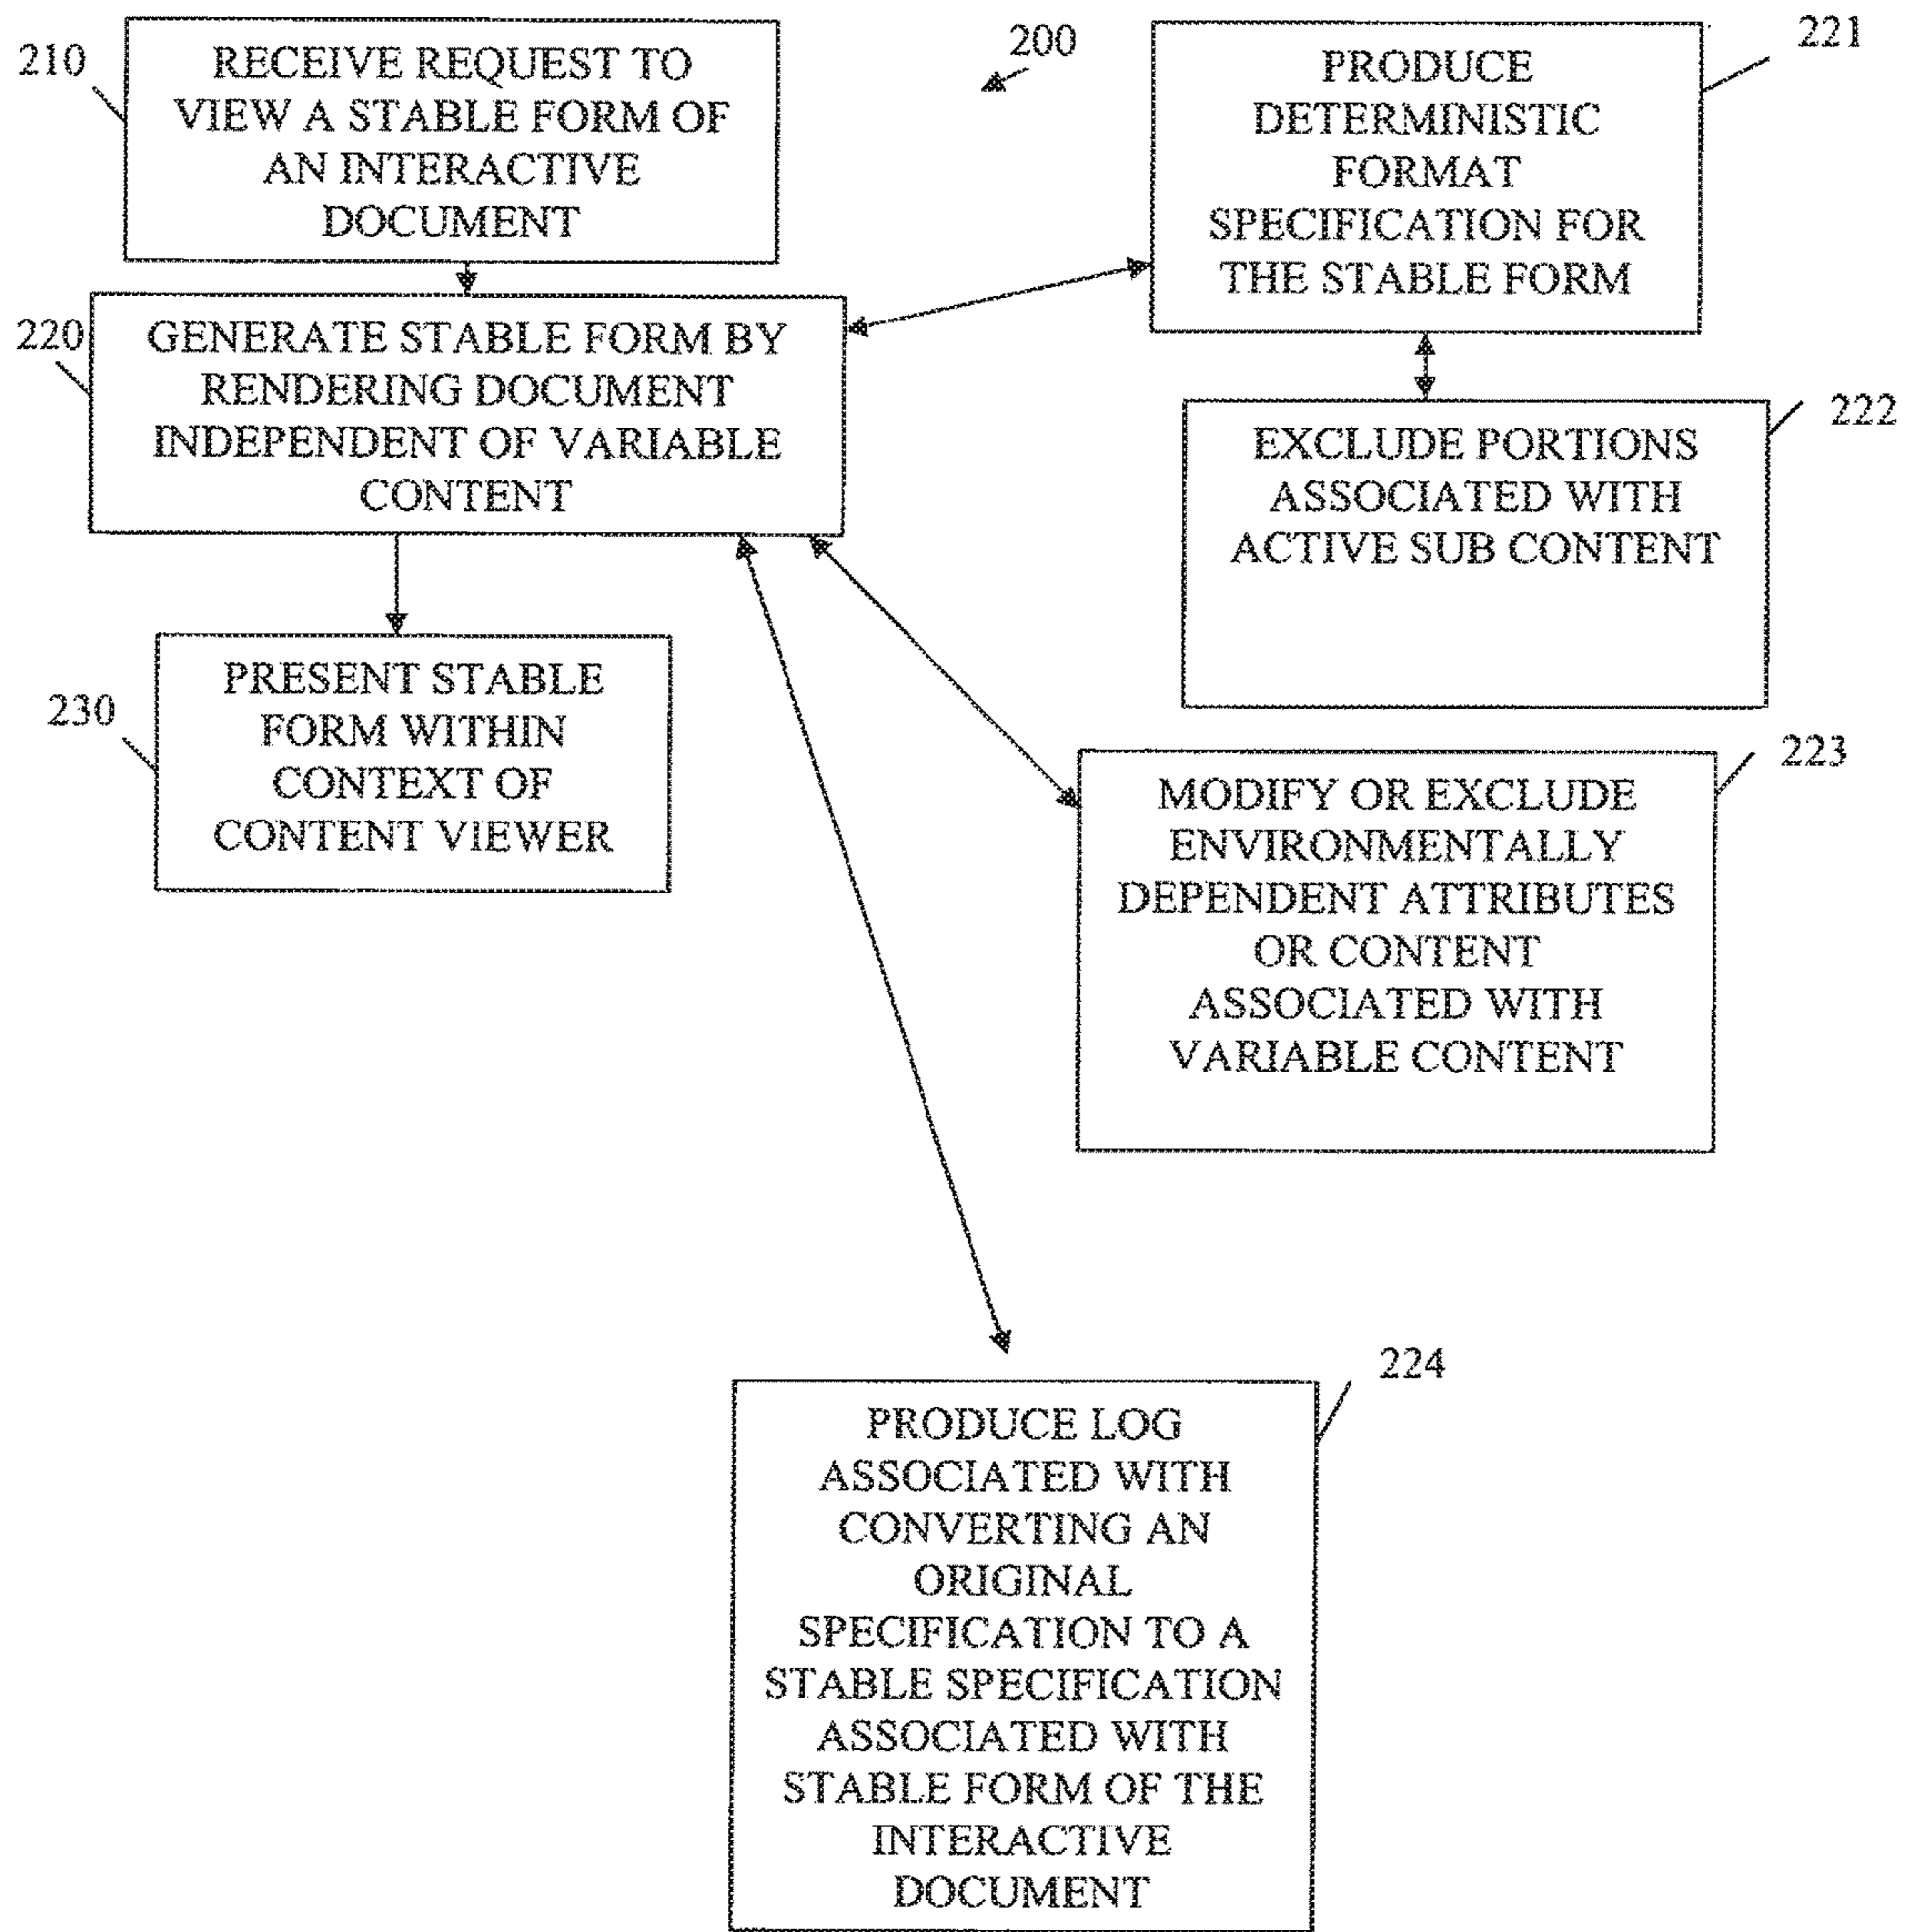 210
RECEIVE REQUEST TO
VIEW A STABLE FORM OF
AN INTERACTIVE
DOCUMENT
200
221
PRODUCE
DETERMINISTIC
FORMAT
SPECIFICATION FOR
THE STABLE FORM
220
GENERATE STABLE FORM BY
RENDERING DOCUMENT
INDEPENDENT OF VARIABLE
CONTENT
222
EXCLUDE PORTIONS
ASSOCIATED WITH
ACTIVE SUB CONTENT
230
PRESENT STABLE
FORM WITHIN
CONTEXT OF
CONTENT VIEWER
223
MODIFY OR EXCLUDE
ENVIRONMENTALLY
DEPENDENT ATTRIBUTES
OR CONTENT
ASSOCIATED WITH
VARIABLE CONTENT
224
PRODUCE LOG
ASSOCIATED WITH
CONVERTING AN
ORIGINAL
SPECIFICATION TO A
STABLE SPECIFICATION
ASSOCIATED WITH
STABLE FORM OF THE
INTERACTIVE
DOCUMENT